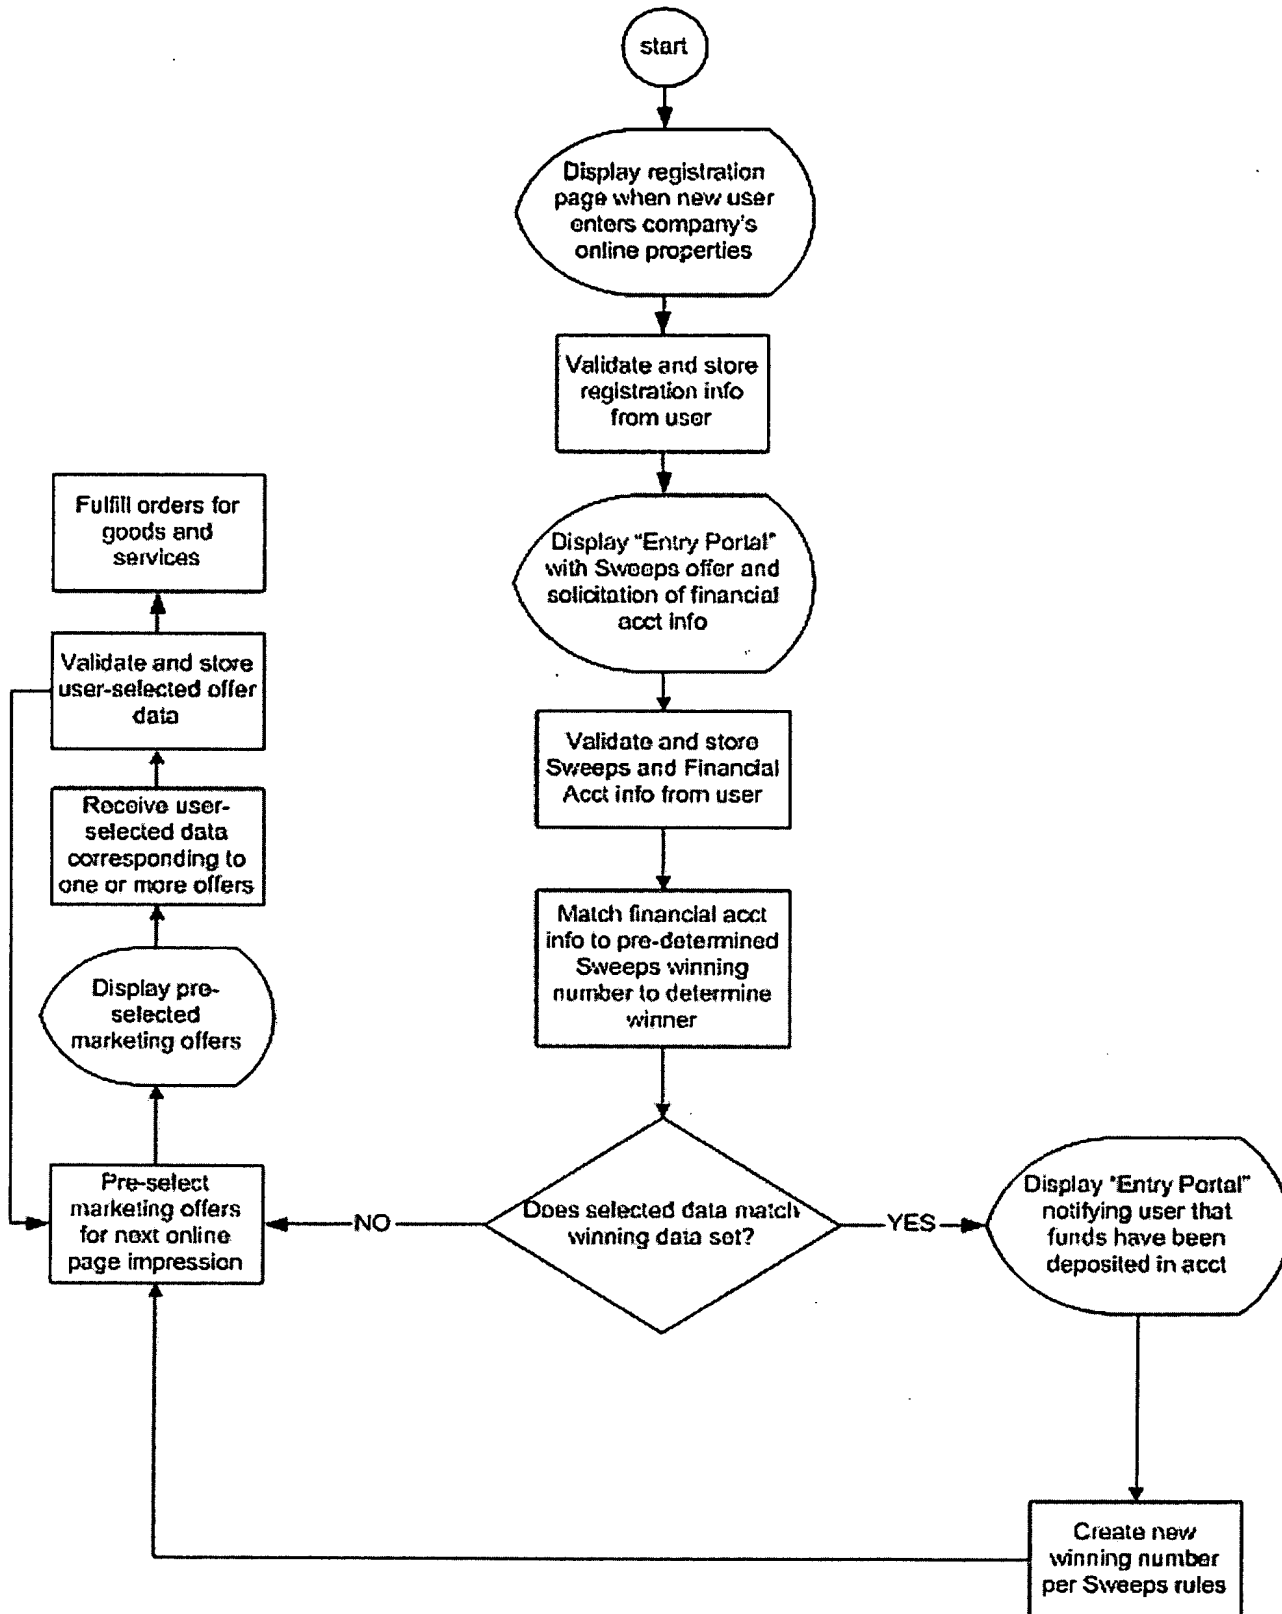 start
Display registration
page when new user
enters company's
online properties
Validate and store
registration info
from user
Display "Entry Portal"
with Sweeps offer and
solicitation of financial
acct info
Validate and store
Sweeps and Financial
Acct info from user
Match financial acct
info to pre-determined
Sweeps winning
number to determine
winner
Does selected data match
winning data set?
NO
YES
Fulfill orders for
goods and
services
Validate and store
user-selected offer
data
Receive user-
selected data
corresponding to
one or more offers
Display pre-
selected
marketing offers
Pre-select
marketing offers
for next online
page impression
Display "Entry Portal"
notifying user that
funds have been
deposited in acct
Create new
winning number
per Sweeps rules